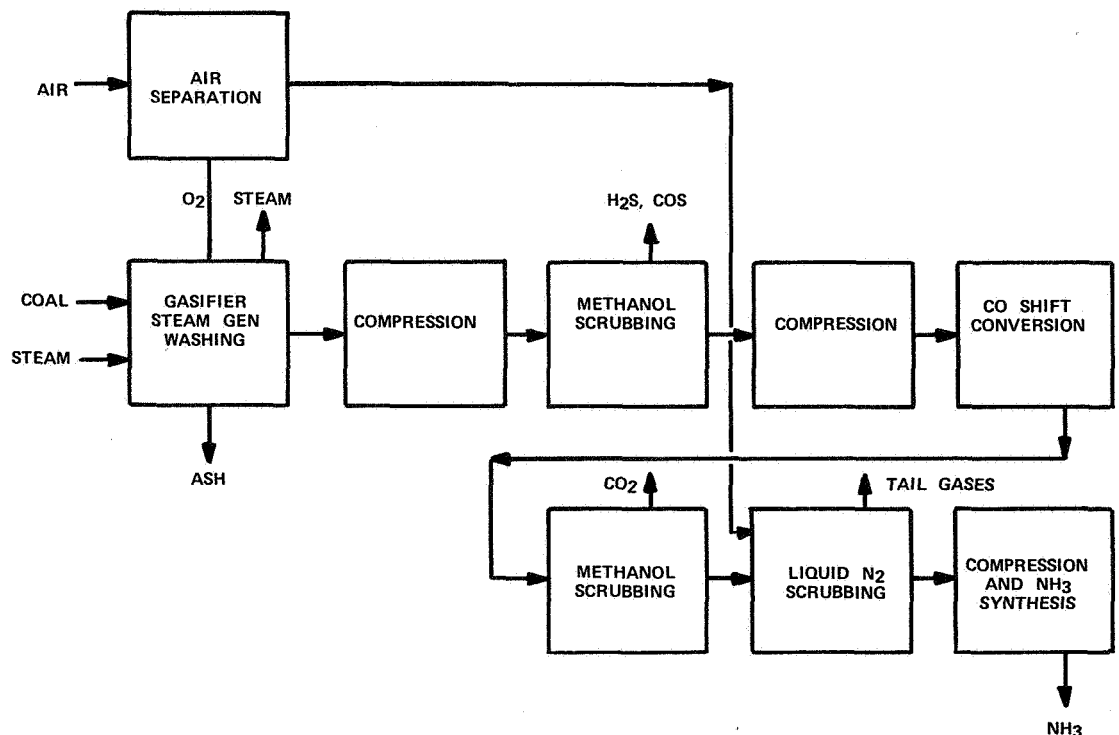 AIR
AIR
SEPARATION
O2
STEAM
H2S, COS
COAL
STEAM
GASIFIER
STEAM GEN
WASHING
COMPRESSION
METHANOL
SCRUBBING
COMPRESSION
CO SHIFT
CONVERSION
ASH
CO2
TAIL GASES
METHANOL
SCRUBBING
LIQUID N2
SCRUBBING
COMPRESSION
AND NH3
SYNTHESIS
NH3